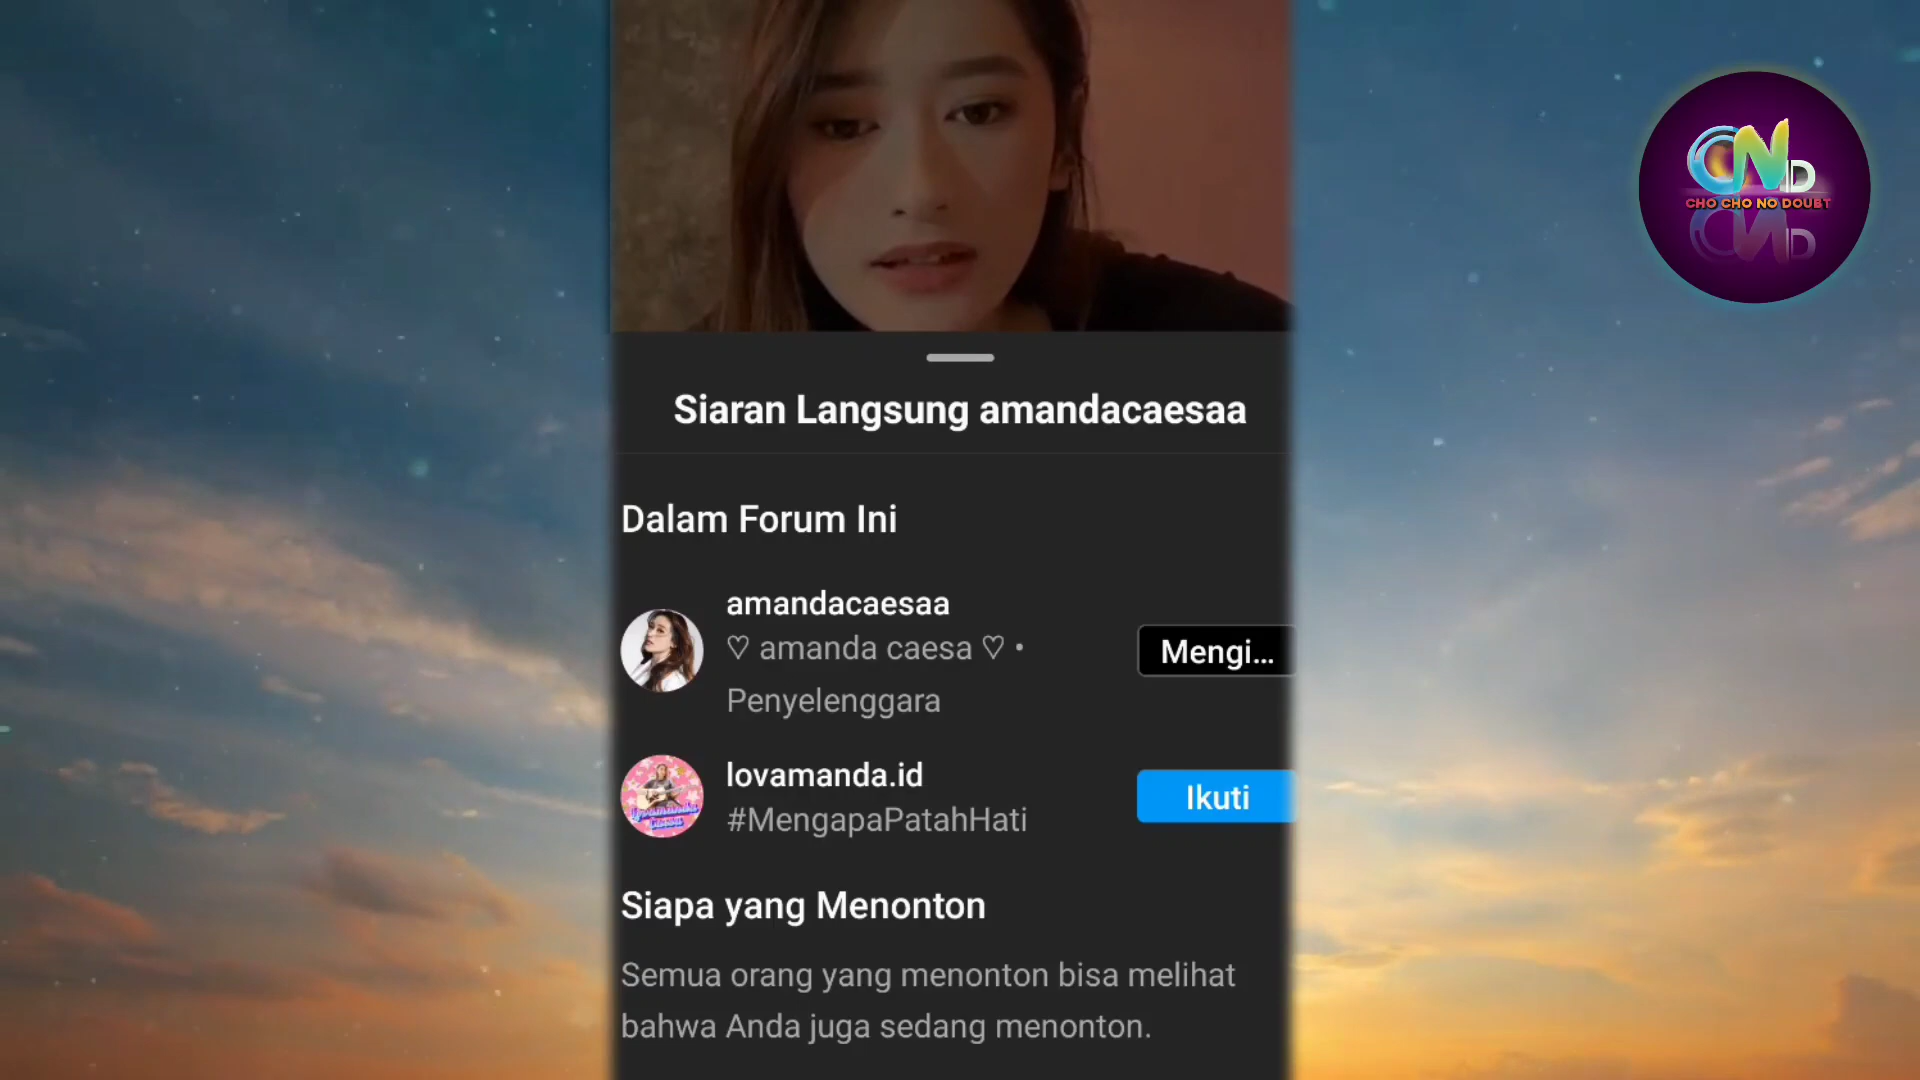 CND
CHO CHO NO DOUBT
Siaran Langsung amandacaesaa
Dalam Forum Ini
amandacaesaa
♡ amanda caesa ♡ •
Penyelenggara
Mengi...
lovamanda.id
#MengapaPatahHati
Ikuti
Siapa yang Menonton
Semua orang yang menonton bisa melihat
bahwa Anda juga sedang menonton.